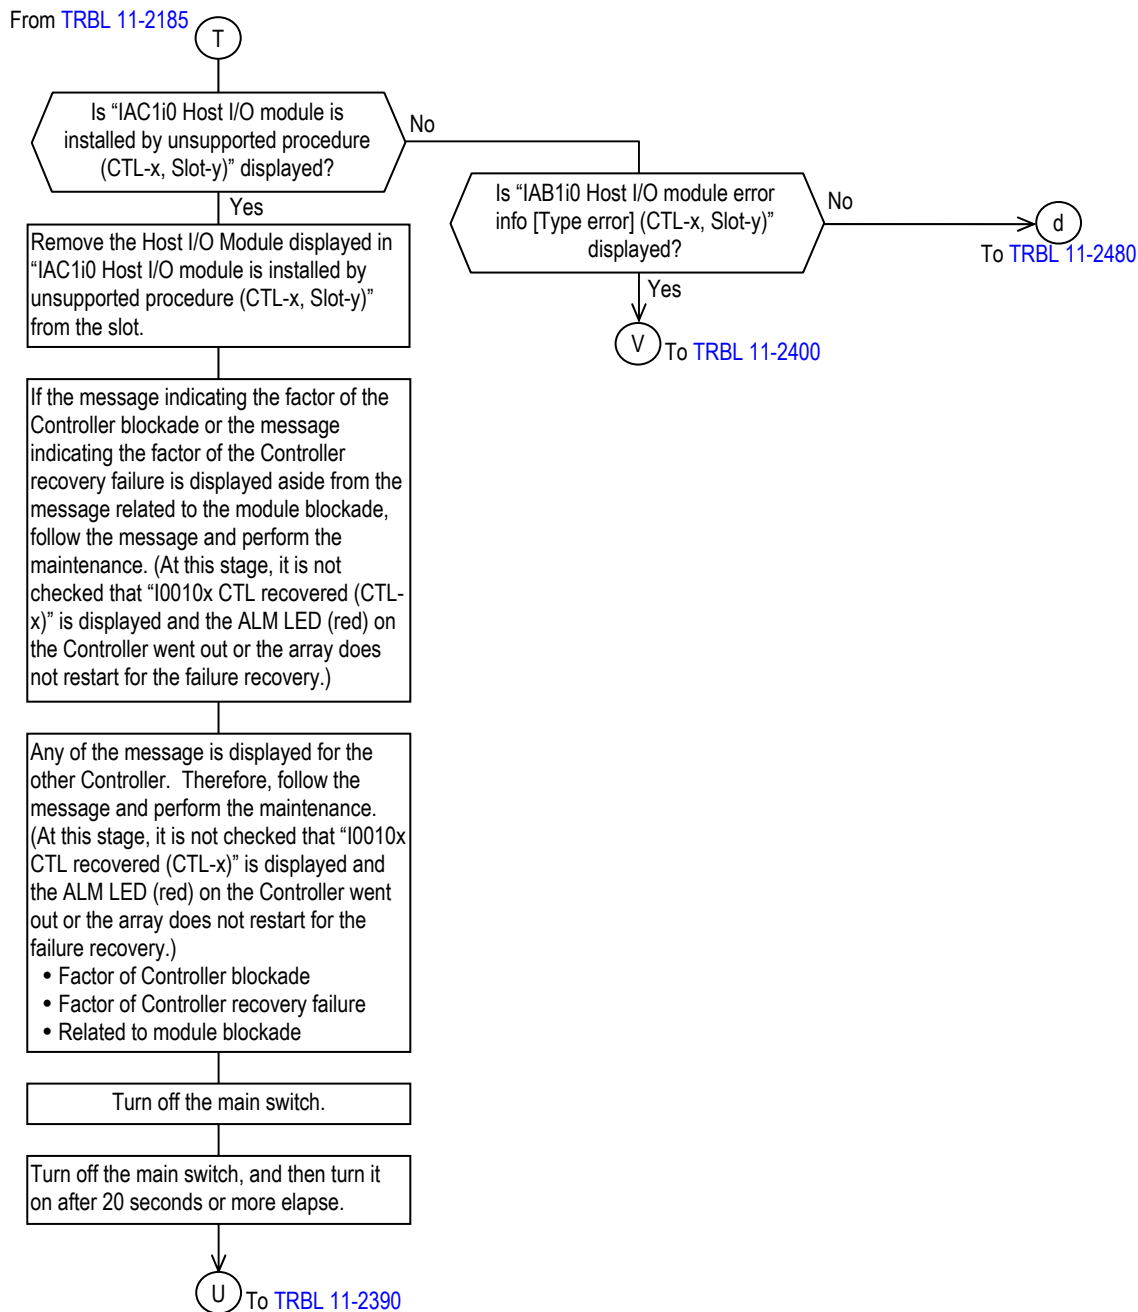 From TRBL 11-2185
T
Is “IAC1i0 Host I/O module is
installed by unsupported procedure
(CTL-x, Slot-y)” displayed?
No
Yes
Is “IAB1i0 Host I/O module error
info [Type error] (CTL-x, Slot-y)”
displayed?
No
d
To TRBL 11-2480
Yes
V
To TRBL 11-2400
Remove the Host I/O Module displayed in
“IAC1i0 Host I/O module is installed by
unsupported procedure (CTL-x, Slot-y)”
from the slot.
If the message indicating the factor of the
Controller blockade or the message
indicating the factor of the Controller
recovery failure is displayed aside from the
message related to the module blockade,
follow the message and perform the
maintenance. (At this stage, it is not
checked that “I0010x CTL recovered (CTL-
x)” is displayed and the ALM LED (red) on
the Controller went out or the array does
not restart for the failure recovery.)
Any of the message is displayed for the
other Controller.  Therefore, follow the
message and perform the maintenance.
(At this stage, it is not checked that “I0010x
CTL recovered (CTL-x)” is displayed and
the ALM LED (red) on the Controller went
out or the array does not restart for the
failure recovery.)
• Factor of Controller blockade
• Factor of Controller recovery failure
• Related to module blockade
Turn off the main switch.
Turn off the main switch, and then turn it
on after 20 seconds or more elapse.
U
To TRBL 11-2390